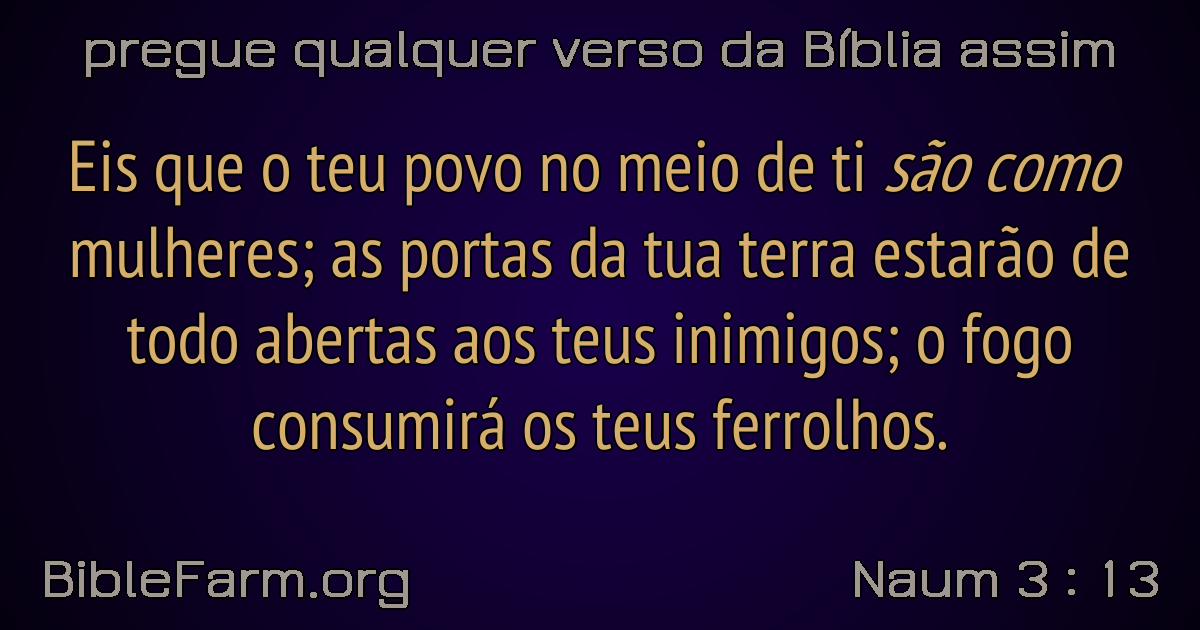 pregue qualquer verso da Bíblia assim
Eis que o teu povo no meio de ti são como
mulheres; as portas da tua terra estarão de
todo abertas aos teus inimigos; o fogo
consumirá os teus ferrolhos.
BibleFarm.org
Naum 3 : 13